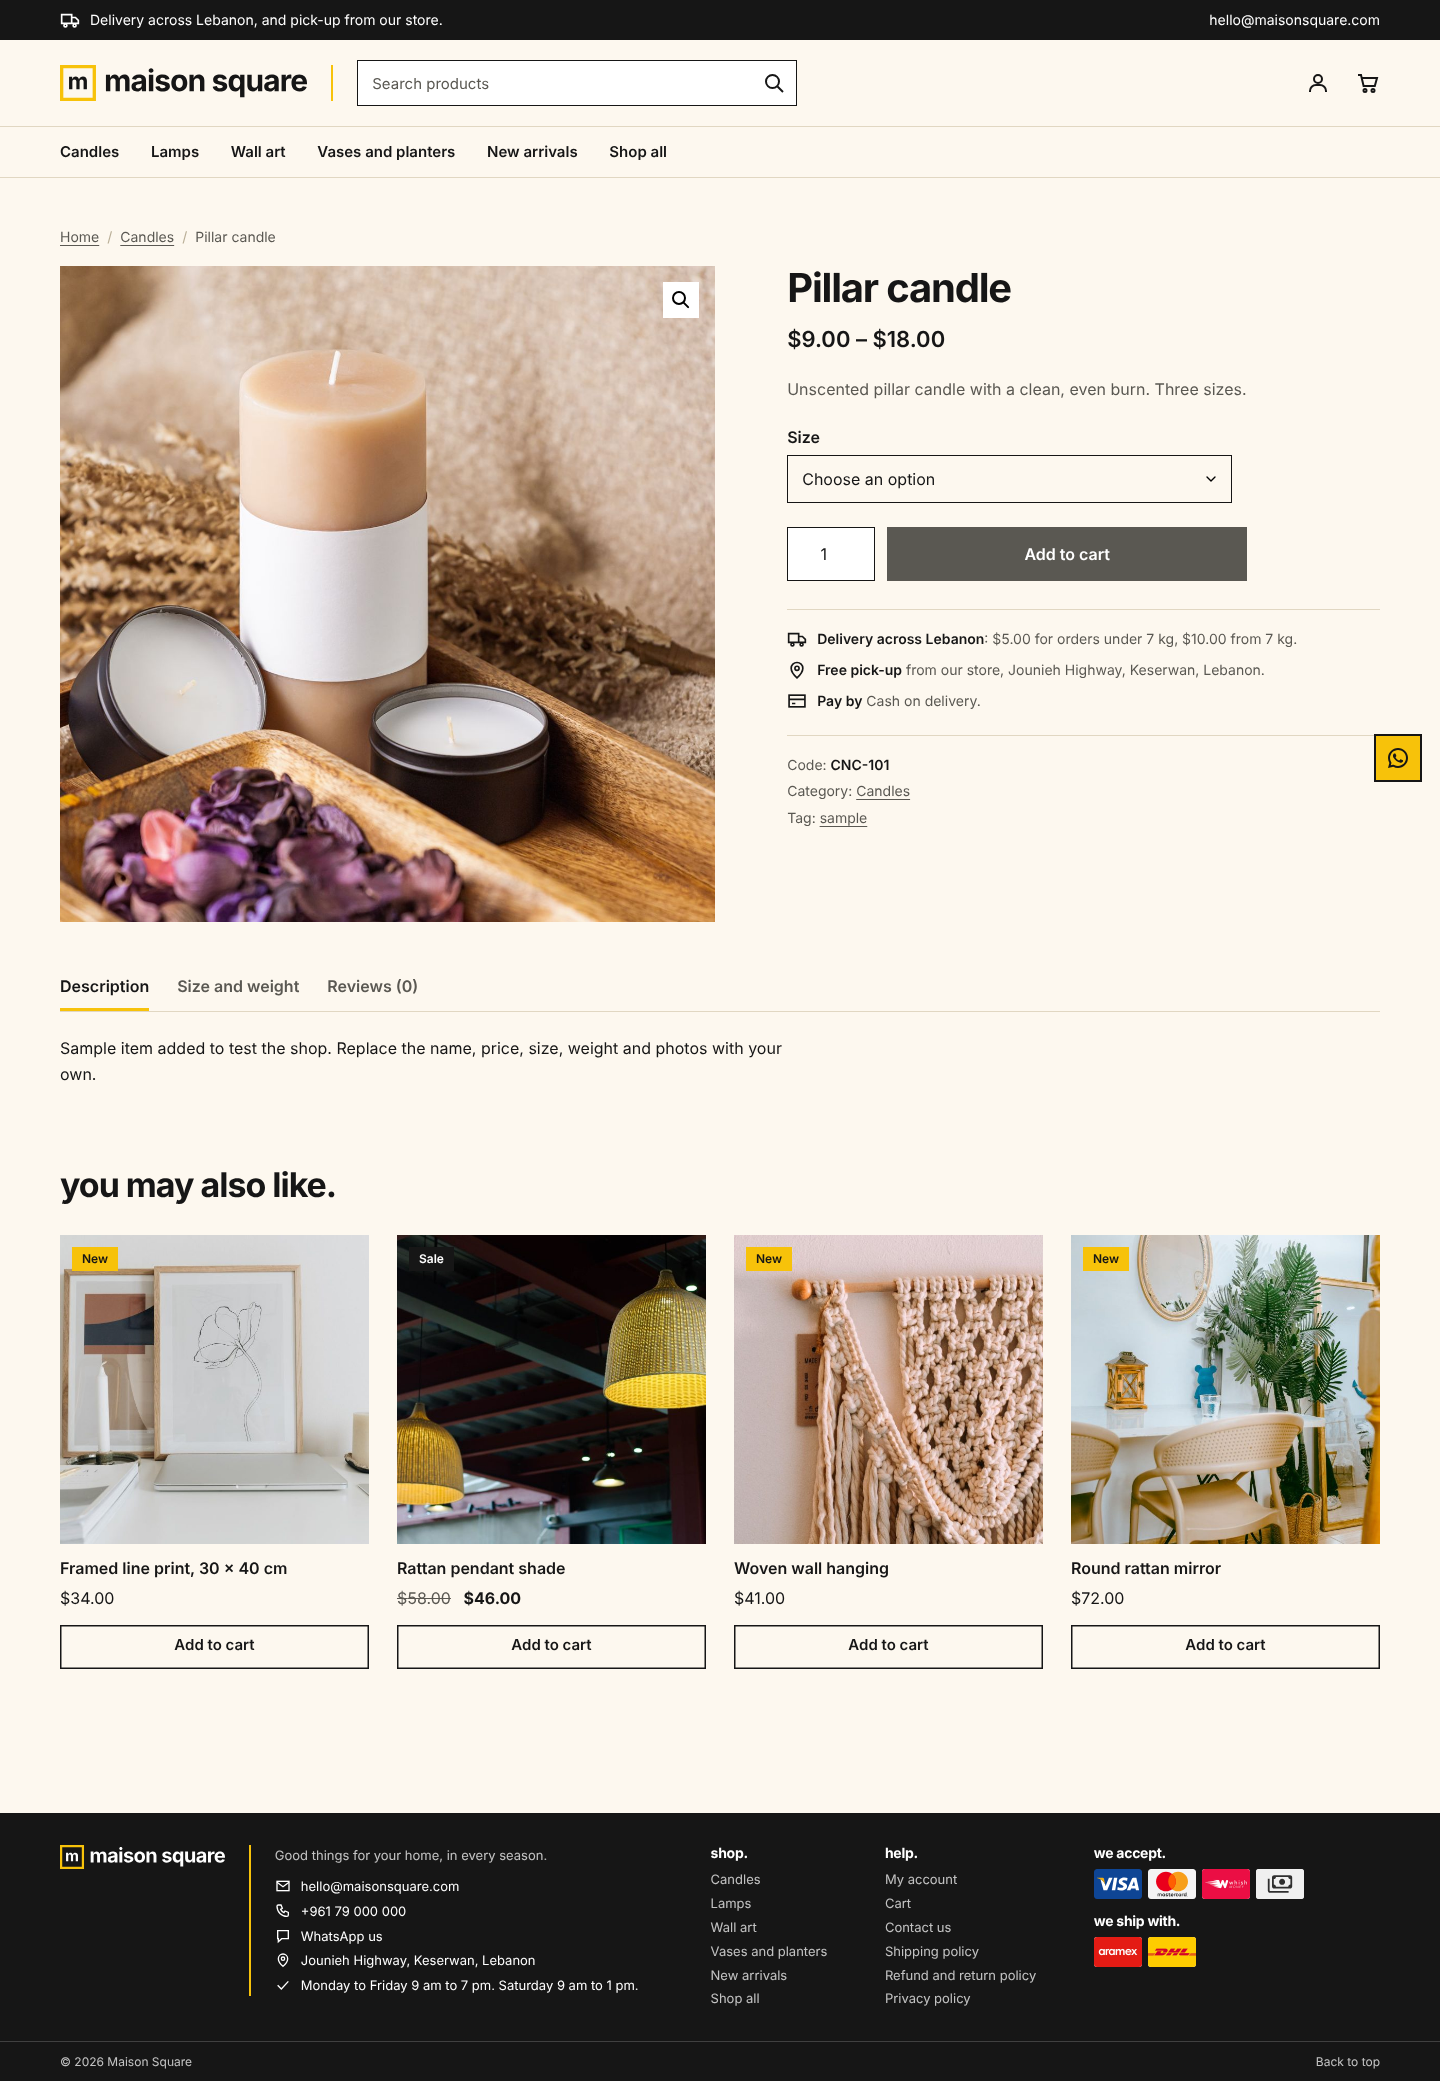 Delivery across Lebanon, and pick-up from our store.
hello@maisonsquare.com
m maison square
Search products
Candles
Lamps
Wall art
Vases and planters
New arrivals
Shop all
Home / Candles / Pillar candle
Pillar candle
$9.00 – $18.00
Unscented pillar candle with a clean, even burn. Three sizes.
Size
Choose an option
1
Add to cart
Delivery across Lebanon: $5.00 for orders under 7 kg, $10.00 from 7 kg.
Free pick-up from our store, Jounieh Highway, Keserwan, Lebanon.
Pay by Cash on delivery.
Code: CNC-101
Category: Candles
Tag: sample
Description
Size and weight
Reviews (0)
Sample item added to test the shop. Replace the name, price, size, weight and photos with your
own.
you may also like.
New
Framed line print, 30 × 40 cm
$34.00
Add to cart
Sale
Rattan pendant shade
$58.00 $46.00
Add to cart
New
Woven wall hanging
$41.00
Add to cart
New
Round rattan mirror
$72.00
Add to cart
m maison square
Good things for your home, in every season.
hello@maisonsquare.com
+961 79 000 000
WhatsApp us
Jounieh Highway, Keserwan, Lebanon
Monday to Friday 9 am to 7 pm. Saturday 9 am to 1 pm.
shop.
Candles
Lamps
Wall art
Vases and planters
New arrivals
Shop all
help.
My account
Cart
Contact us
Shipping policy
Refund and return policy
Privacy policy
we accept.
VISA
mastercard
whish
we ship with.
aramex
DHL
© 2026 Maison Square
Back to top